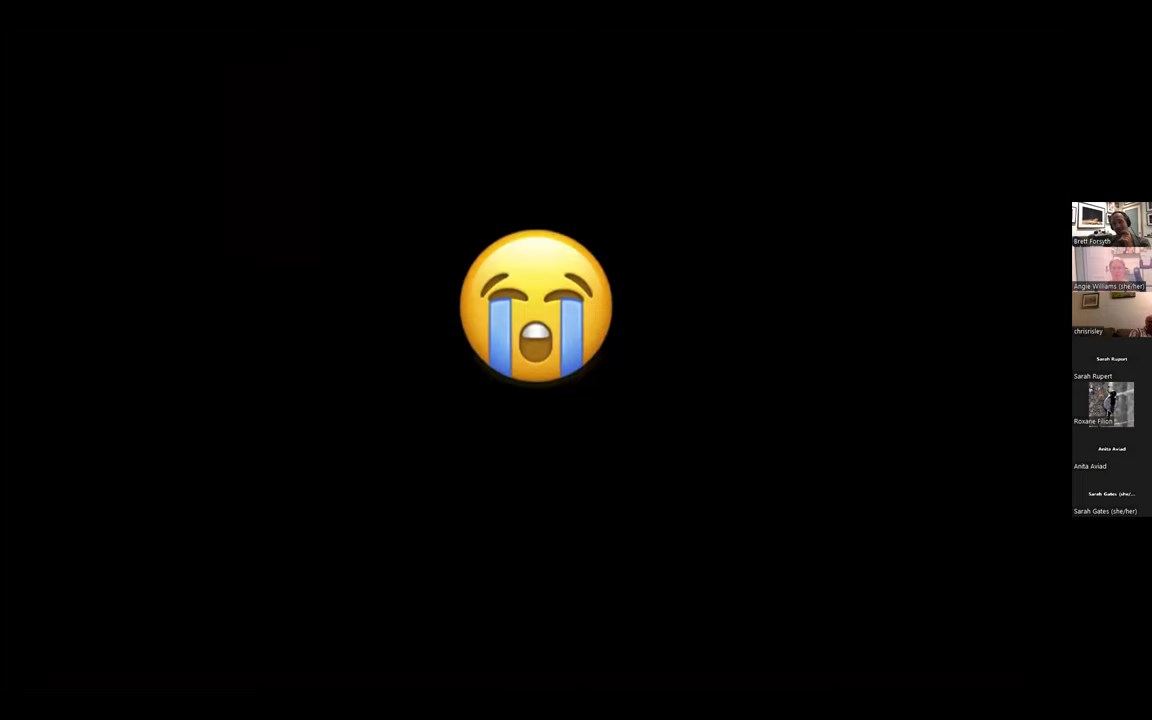 Brett Forsyth
Angie Williams (she/her)
chrisrisley
Sarah Rupert
Sarah Rupert
Roxane Filion
Anita Aviad
Anita Aviad
Sarah Gates (she/...
Sarah Gates (she/her)